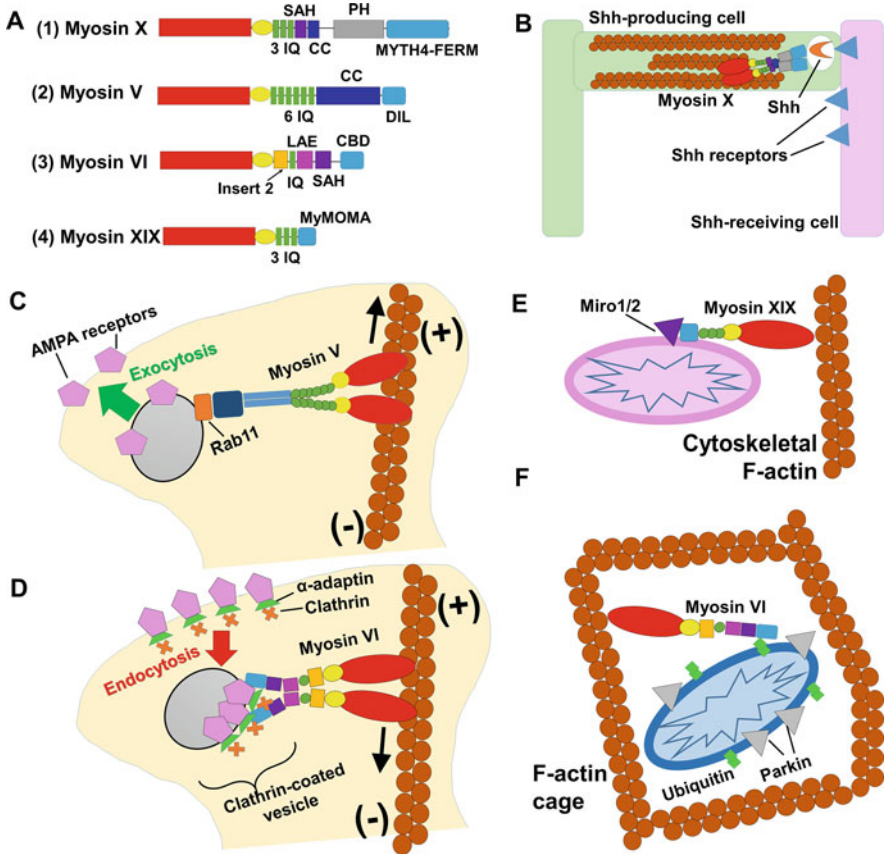 A
(1) Myosin X
SAH
PH
3 IQ
CC
MYTH4-FERM
(2) Myosin V
CC
6 IQ
DIL
(3) Myosin VI
LAE
CBD
Insert 2
IQ
SAH
(4) Myosin XIX
MyMOMA
3 IQ
B
Shh-producing cell
Myosin X
Shh
Shh receptors
Shh-receiving cell
C
AMPA receptors
Exocytosis
Myosin V
(+)
Rab11
(-)
D
α-adaptin
Clathrin
(+)
Endocytosis
Myosin VI
Clathrin-coated
vesicle
(-)
E
Miro1/2
Myosin XIX
Cytoskeletal
F-actin
F
Myosin VI
F-actin
cage
Ubiquitin
Parkin